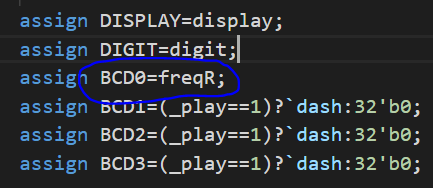 assign DISPLAY=display;
assign DIGIT=digit;
assign BCD0=freqR;
assign BCD1=(_play==1)?`dash:32'b0;
assign BCD2=(_play==1)?`dash:32'b0;
assign BCD3=(_play==1)?`dash:32'b0;